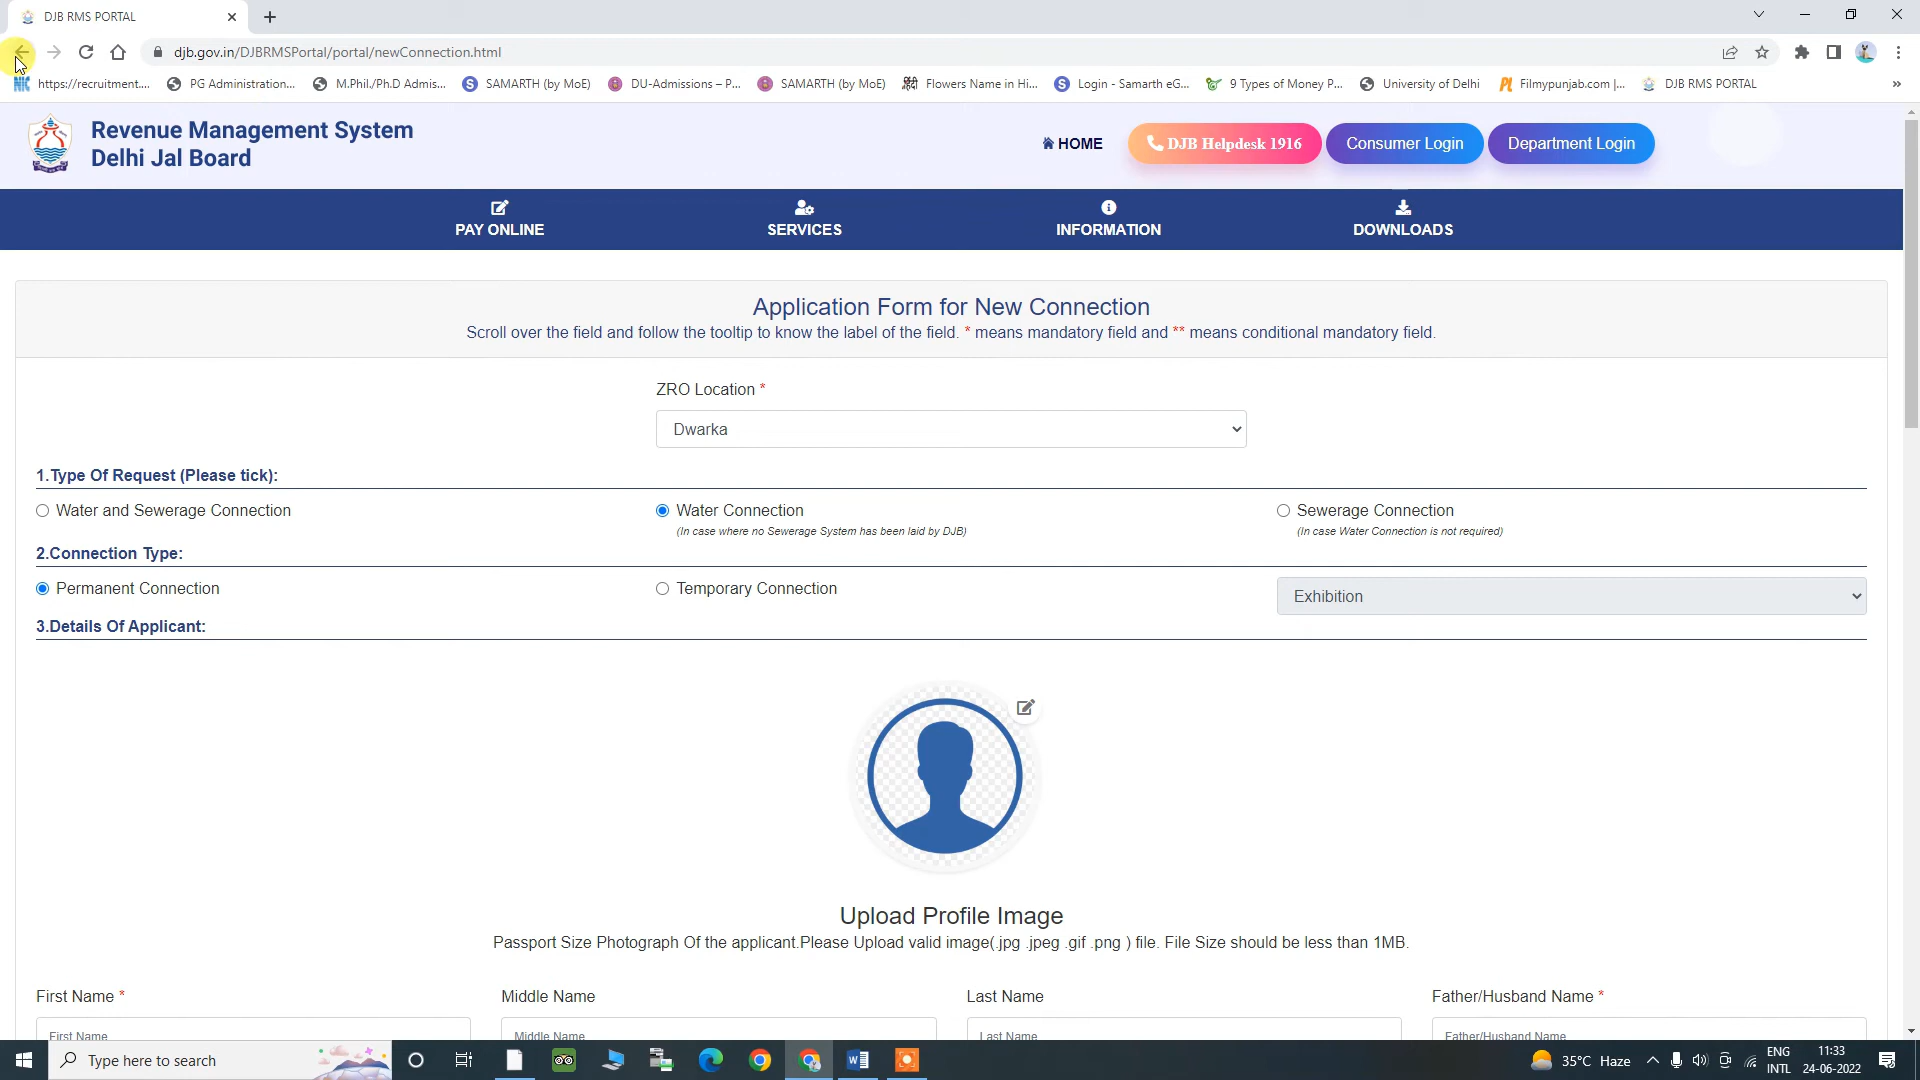 DJB RMS PORTAL
djb.gov.in/DJBRMSPortal/portal/newConnection.html
https://recruitment.... PG Administration... M.Phil./Ph.D Admis... SAMARTH (by MoE) DU-Admissions – P... SAMARTH (by MoE) Flowers Name in Hi... Login - Samarth eG... 9 Types of Money P... University of Delhi Filmypunjab.com |... DJB RMS PORTAL »
Revenue Management System
Delhi Jal Board
HOME DJB Helpdesk 1916 Consumer Login Department Login
PAY ONLINE SERVICES INFORMATION DOWNLOADS
Application Form for New Connection
Scroll over the field and follow the tooltip to know the label of the field. * means mandatory field and ** means conditional mandatory field.
ZRO Location *
Dwarka
1.Type Of Request (Please tick):
Water and Sewerage Connection Water Connection Sewerage Connection
(In case where no Sewerage System has been laid by DJB) (In case Water Connection is not required)
2.Connection Type:
Permanent Connection Temporary Connection Exhibition
3.Details Of Applicant:
Upload Profile Image
Passport Size Photograph Of the applicant.Please Upload valid image(.jpg .jpeg .gif .png ) file. File Size should be less than 1MB.
First Name * Middle Name Last Name Father/Husband Name *
First Name Middle Name Last Name Father/Husband Name
Type here to search 35°C Haze ENG 11:33
INTL 24-06-2022